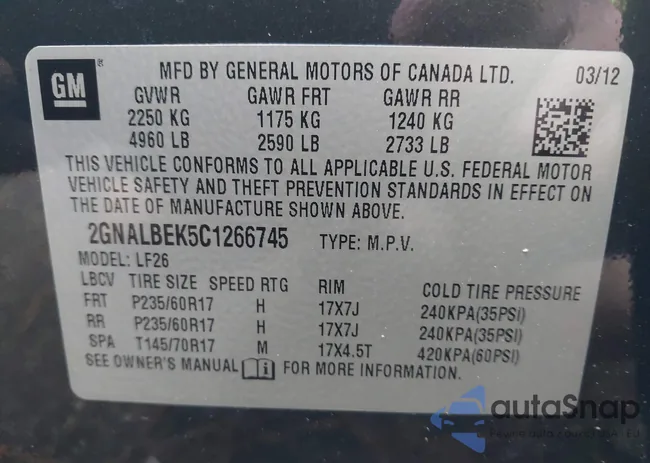 GM
MFD BY GENERAL MOTORS OF CANADA LTD. 03/12
GVWR GAWR FRT GAWR RR
2250 KG 1175 KG 1240 KG
4960 LB 2590 LB 2733 LB
THIS VEHICLE CONFORMS TO ALL APPLICABLE U.S. FEDERAL MOTOR
VEHICLE SAFETY AND THEFT PREVENTION STANDARDS IN EFFECT ON
THE DATE OF MANUFACTURE SHOWN ABOVE.
2GNALBEK5C1266745 TYPE: M.P.V.
MODEL: LF26
LBCV TIRE SIZE SPEED RTG RIM COLD TIRE PRESSURE
FRT P235/60R17 H 17X7J 240KPA(35PSI)
RR P235/60R17 H 17X7J 240KPA(35PSI)
SPA T145/70R17 M 17X4.5T 420KPA(60PSI)
SEE OWNER'S MANUAL FOR MORE INFORMATION.
autoSnap